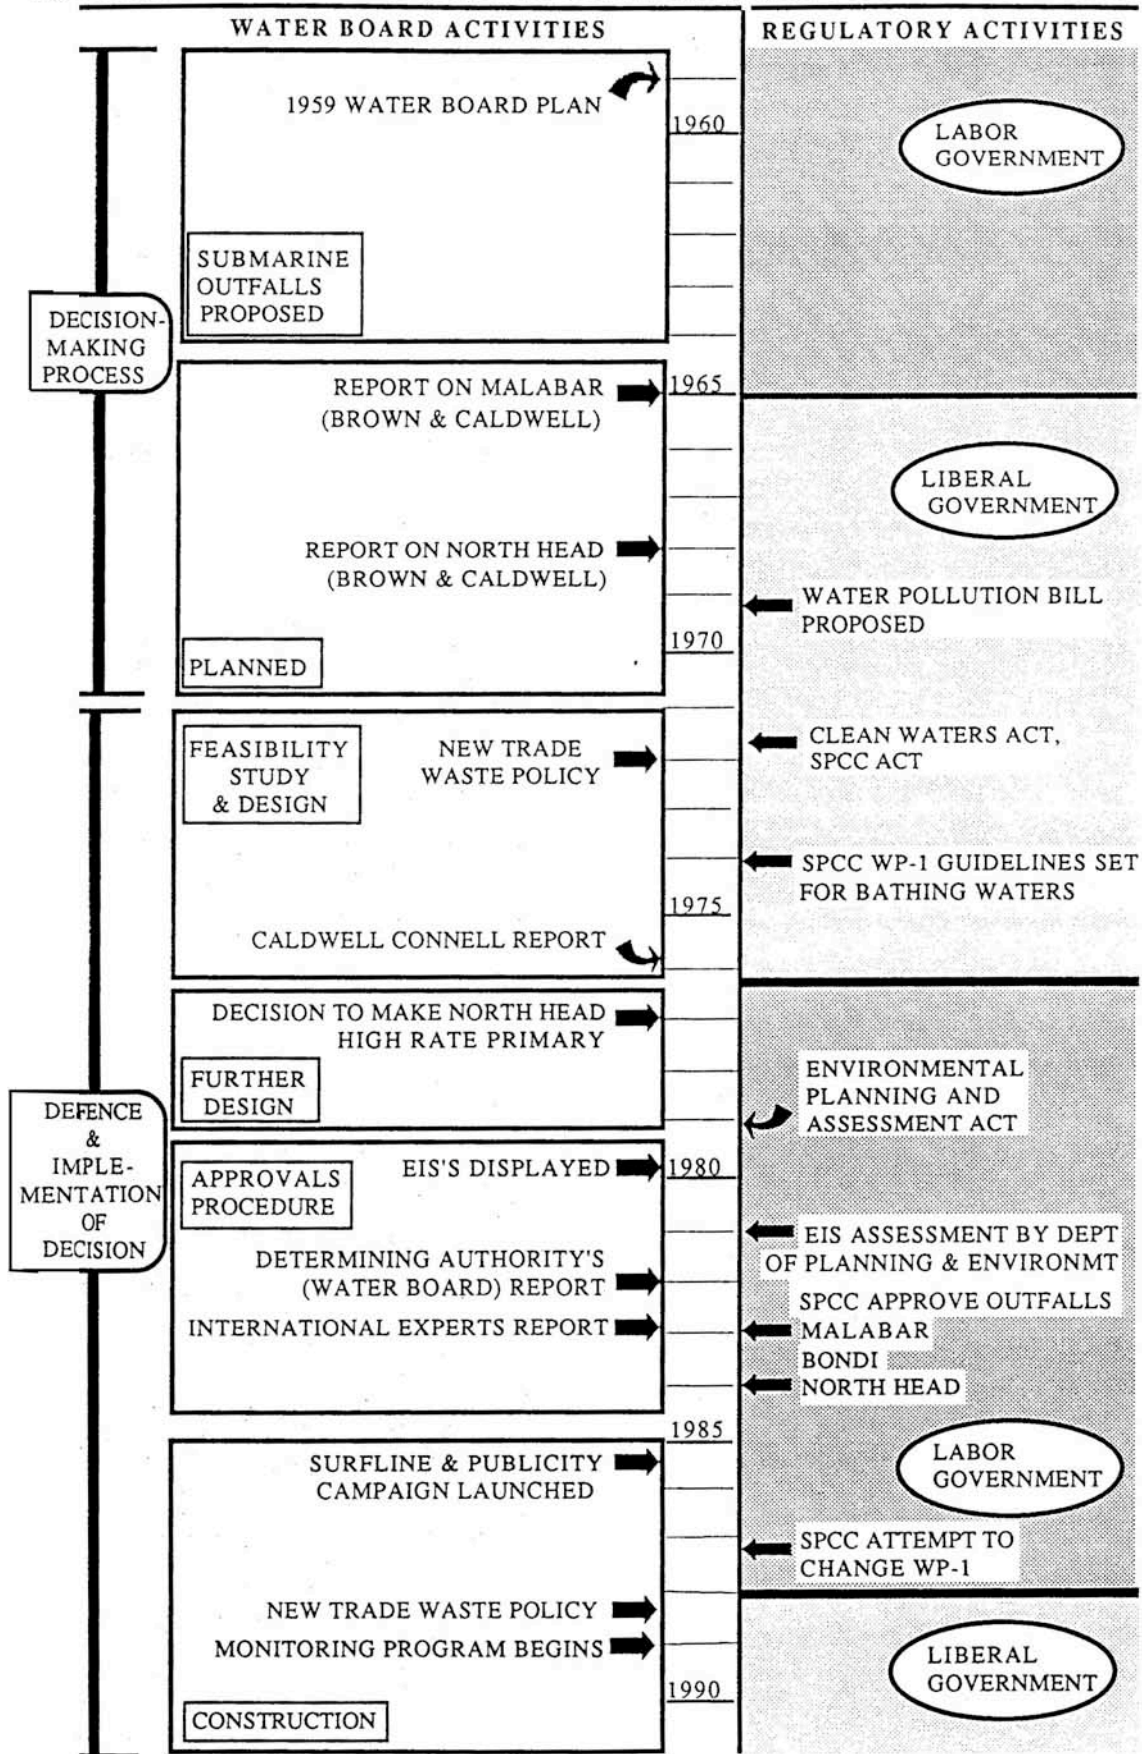 WATER BOARD ACTIVITIES
REGULATORY ACTIVITIES
1959 WATER BOARD PLAN
1960
LABOR
GOVERNMENT
SUBMARINE
OUTFALLS
PROPOSED
DECISION-
MAKING
PROCESS
REPORT ON MALABAR
(BROWN & CALDWELL)
1965
LIBERAL
GOVERNMENT
REPORT ON NORTH HEAD
(BROWN & CALDWELL)
WATER POLLUTION BILL
PROPOSED
1970
PLANNED
FEASIBILITY
STUDY
& DESIGN
NEW TRADE
WASTE POLICY
CLEAN WATERS ACT,
SPCC ACT
SPCC WP-1 GUIDELINES SET
FOR BATHING WATERS
1975
CALDWELL CONNELL REPORT
DECISION TO MAKE NORTH HEAD
HIGH RATE PRIMARY
FURTHER
DESIGN
ENVIRONMENTAL
PLANNING AND
ASSESSMENT ACT
DEFENCE
&
IMPLE-
MENTATION
OF
DECISION
APPROVALS
PROCEDURE
EIS'S DISPLAYED
1980
EIS ASSESSMENT BY DEPT
OF PLANNING & ENVIRONMT
DETERMINING AUTHORITY'S
(WATER BOARD) REPORT
SPCC APPROVE OUTFALLS
MALABAR
BONDI
NORTH HEAD
INTERNATIONAL EXPERTS REPORT
1985
SURFLINE & PUBLICITY
CAMPAIGN LAUNCHED
LABOR
GOVERNMENT
SPCC ATTEMPT TO
CHANGE WP-1
NEW TRADE WASTE POLICY
MONITORING PROGRAM BEGINS
LIBERAL
GOVERNMENT
1990
CONSTRUCTION